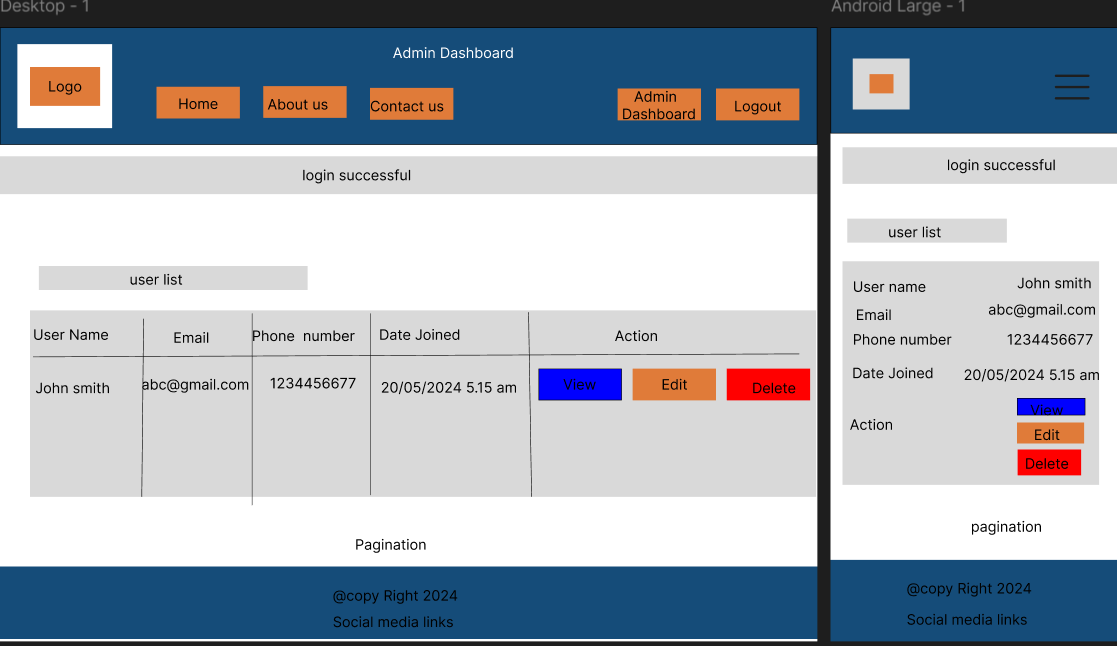 Desktop - 1
Admin Dashboard
Logo
Home
About us
Contact us
Admin
Dashboard
Logout
login successful
user list
User Name
Email
Phone number
Date Joined
Action
John smith
abc@gmail.com
1234456677
20/05/2024 5.15 am
View
Edit
Delete
Pagination
@copy Right 2024
Social media links
Android Large - 1
login successful
user list
User name
John smith
Email
abc@gmail.com
Phone number
1234456677
Date Joined
20/05/2024 5.15 am
Action
View
Edit
Delete
pagination
@copy Right 2024
Social media links